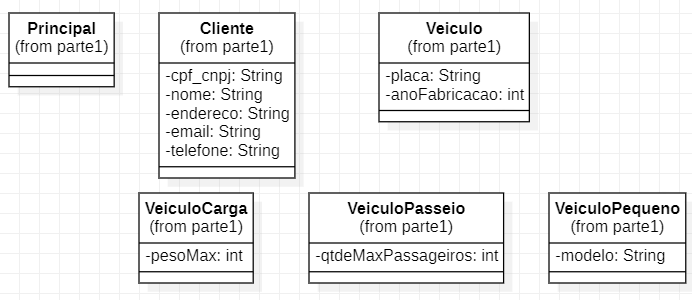 Principal
(from parte1)
Cliente
(from parte1)
-cpf_cnpj: String
-nome: String
-endereco: String
-email: String
-telefone: String
Veiculo
(from parte1)
-placa: String
-anoFabricacao: int
VeiculoCarga
(from parte1)
-pesoMax: int
VeiculoPasseio
(from parte1)
-qtdeMaxPassageiros: int
VeiculoPequeno
(from parte1)
-modelo: String